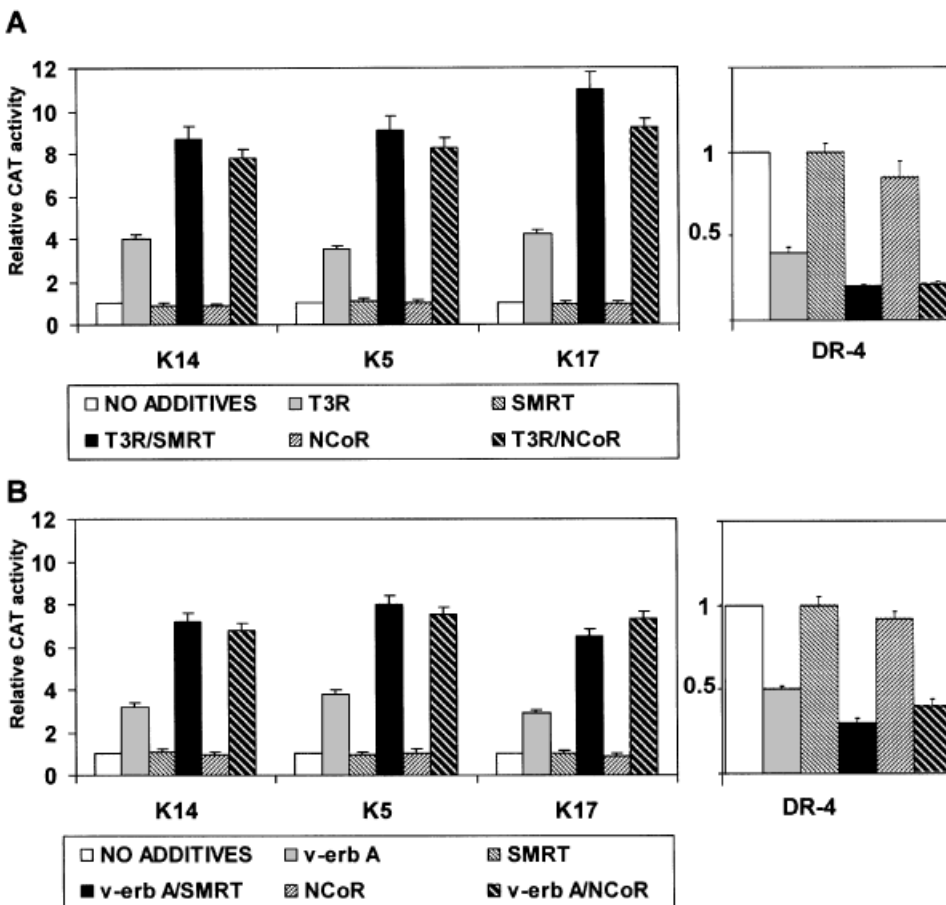 A
Relative CAT activity
12
10
8
6
4
2
0
K14 K5 K17
1
0.5
DR-4
NO ADDITIVES T3R SMRT
T3R/SMRT NCoR T3R/NCoR
B
Relative CAT activity
12
10
8
6
4
2
0
K14 K5 K17
1
0.5
DR-4
NO ADDITIVES v-erb A SMRT
v-erb A/SMRT NCoR v-erb A/NCoR